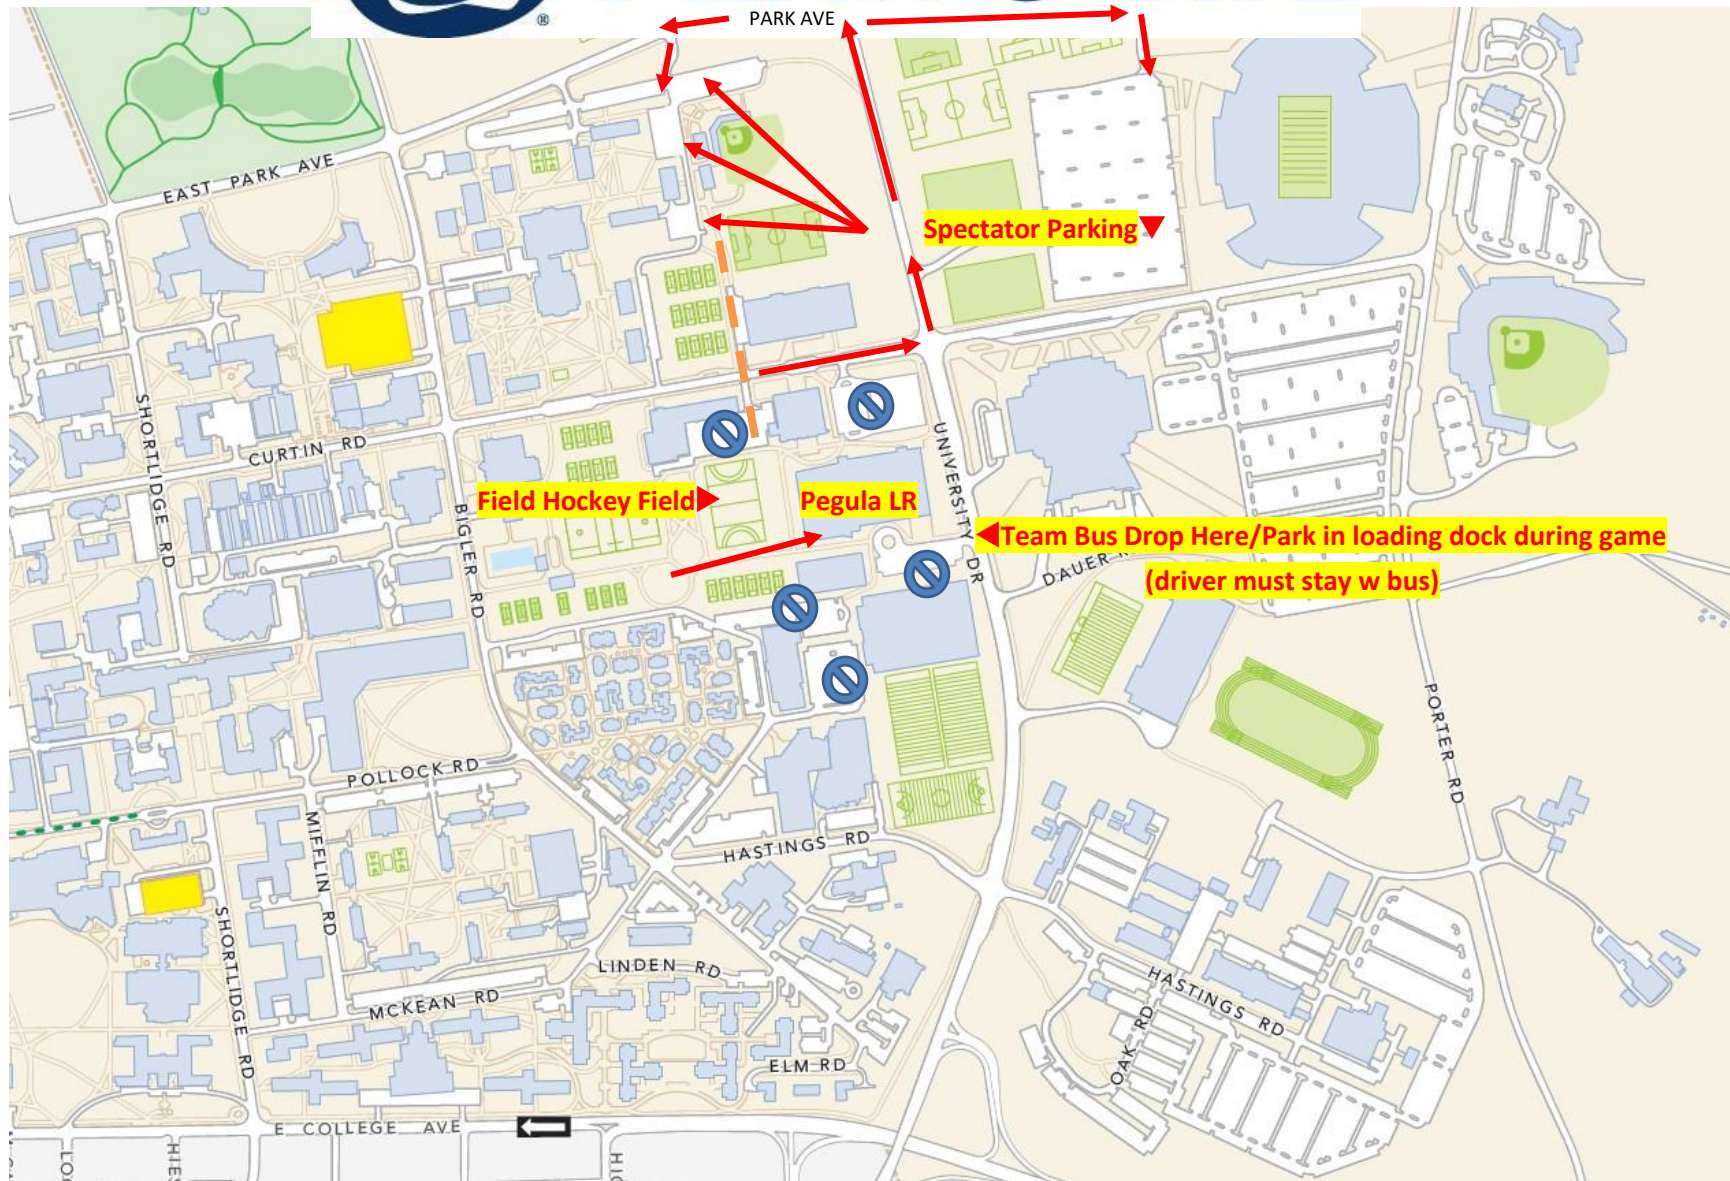 ®
PARK AVE
EAST PARK AVE
Spectator Parking
SHORTLIDGE RD
CURTIN RD
BIGLER RD
UNIVERSITY DR
Field Hockey Field
Pegula LR
Team Bus Drop Here/Park in loading dock during game
(driver must stay w bus)
DAUER
PORTER RD
POLLOCK RD
MIFFLIN RD
HASTINGS RD
SHORTLIDGE RD
LINDEN RD
MCKEAN RD
HASTINGS RD
OAK RD
ELM RD
E COLLEGE AVE